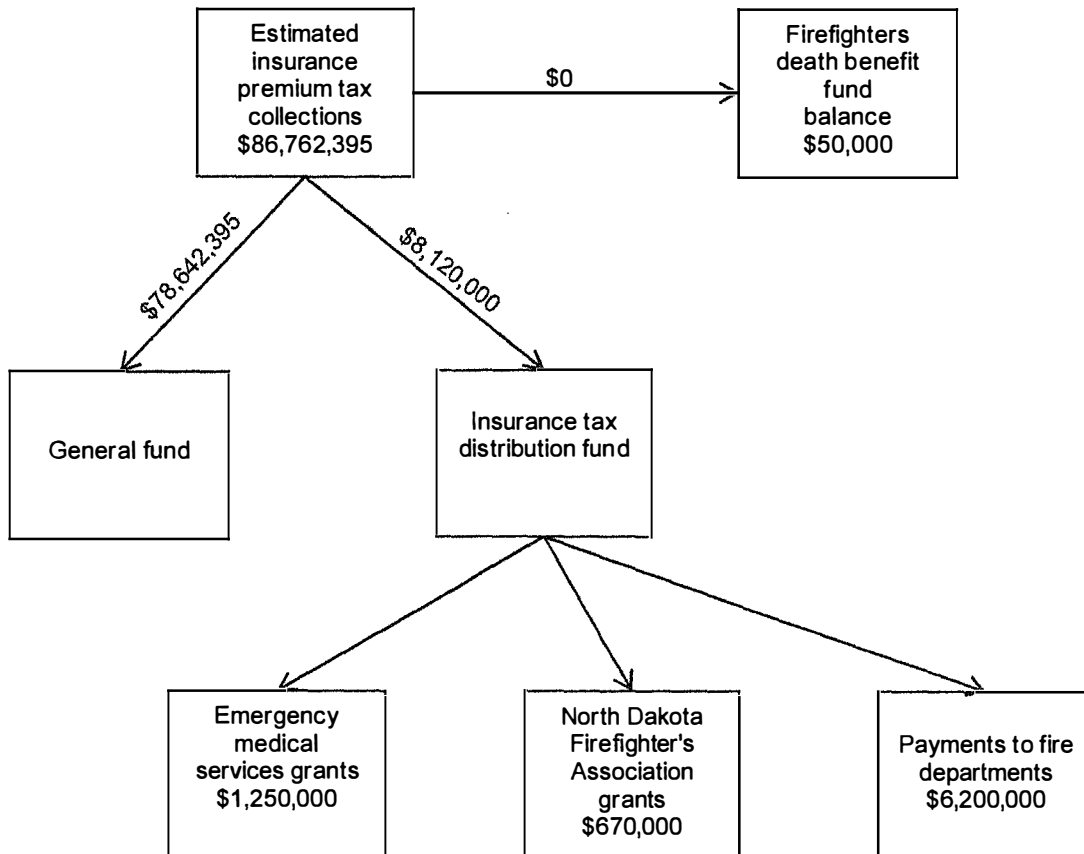 Estimated
insurance
premium tax
collections
$86,762,395
$0
Firefighters
death benefit
fund
balance
$50,000
$78,642,395
$8,120,000
General fund
Insurance tax
distribution fund
Emergency
medical
services grants
$1,250,000
North Dakota
Firefighter's
Association
grants
$670,000
Payments to fire
departments
$6,200,000